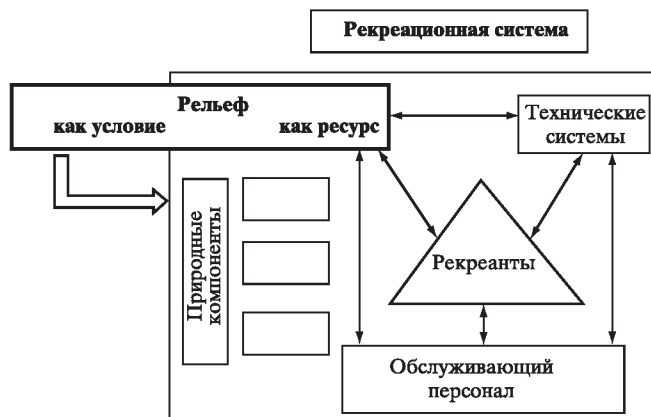 Рекреационная система
Рельеф
как условие
как ресурс
Технические
системы
Природные
компоненты
Рекреанты
Обслуживающий
персонал